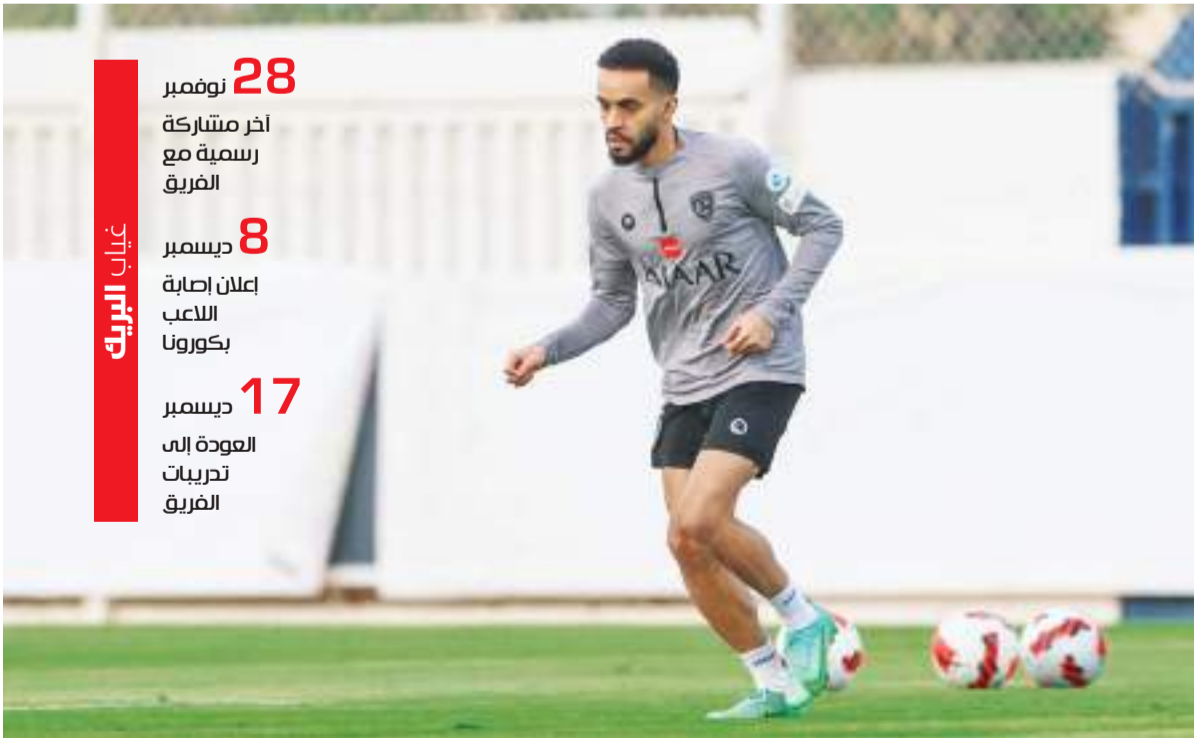 غياب البريك
28 نوفمبر
آخر مشاركة
رسمية مع
الفريق
8 ديسمبر
إعلان إصابة
اللاعب
بكورونا
17 ديسمبر
العودة إلى
تدريبات
الفريق